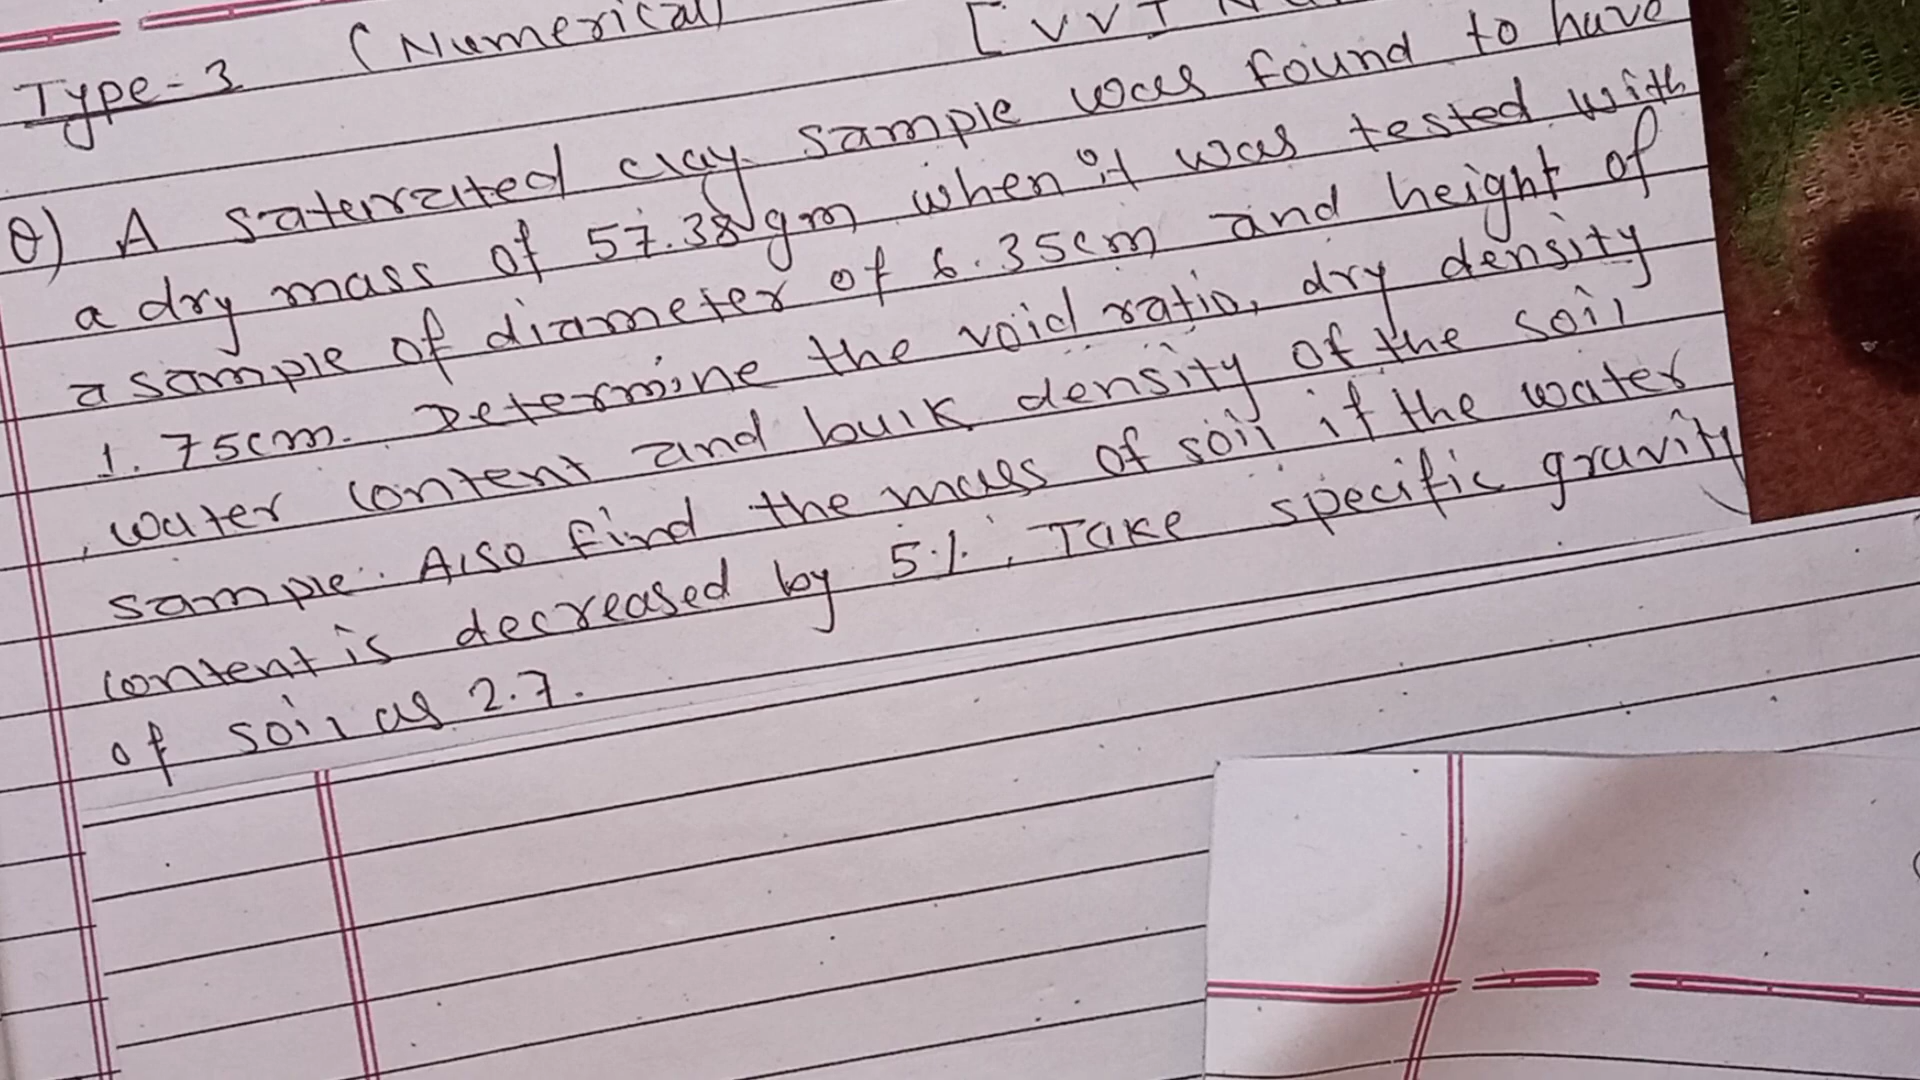 Type-3 (Numerical) [VVI
Q) A saturated clay sample was found to have
a dry mass of 57.38 gm when it was tested with
a sample of diameter of 6.35cm and height of
1.75cm. Determine the void ratio, dry density
, water content and bulk density of the soil
sample. Also find the mass of soil if the water
content is decreased by 5%. Take specific gravity
of soil as 2.7.